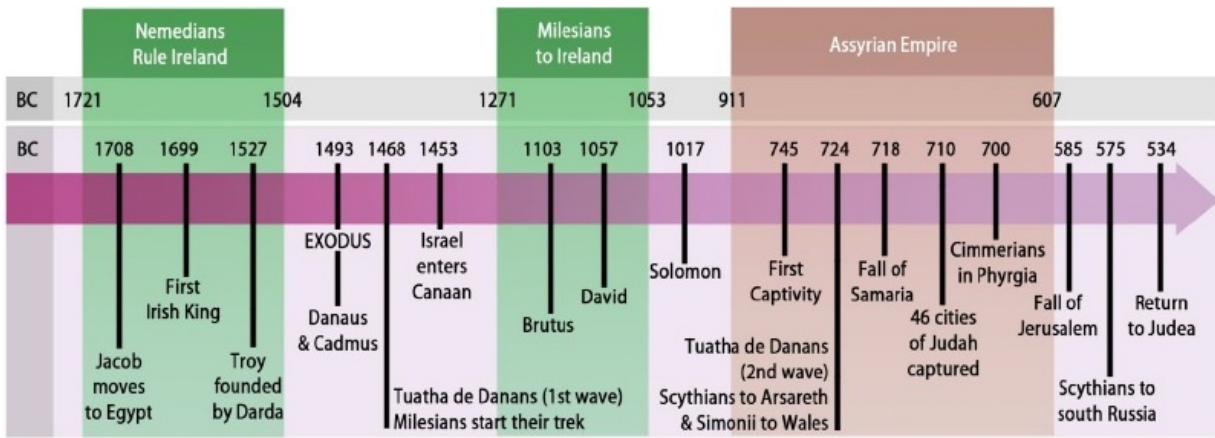 Nemedians
Rule Ireland
Milesians
to Ireland
Assyrian Empire
BC 1721 1504 1271 1053 911 607
BC 1708 1699 1527 1493 1468 1453 1103 1057 1017 745 724 718 710 700 585 575 534
Jacob
moves
to Egypt
First
Irish King
Troy
founded
by Darda
EXODUS
Danaus
& Cadmus
Tuatha de Danans (1st wave)
Milesians start their trek
Israel
enters
Canaan
Brutus
David
Solomon
First
Captivity
Tuatha de Danans
(2nd wave)
Scythians to Arsareth
& Simonii to Wales
Fall of
Samaria
46 cities
of Judah
captured
Cimmerians
in Phyrgia
Fall of
Jerusalem
Scythians to
south Russia
Return
to Judea